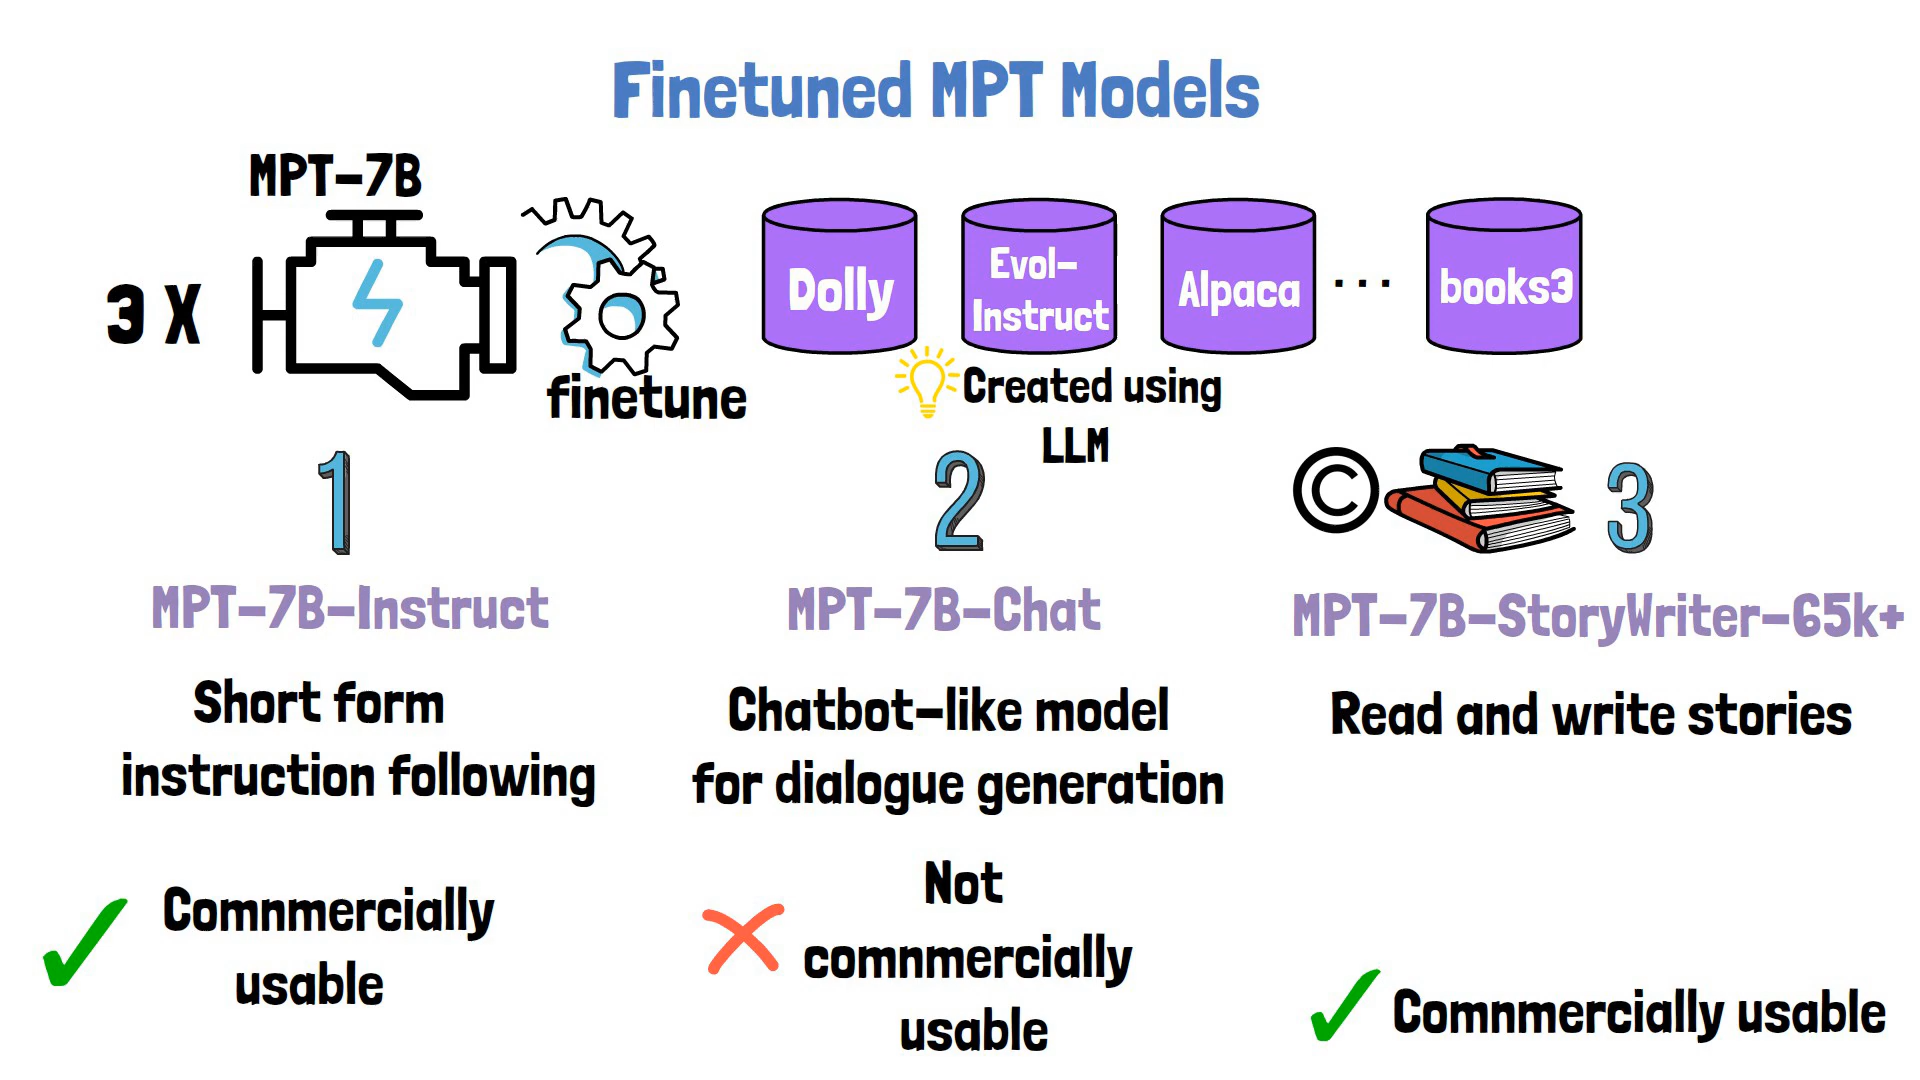 Finetuned MPT Models
MPT-7B
3 X
finetune
Dolly
Evol-
Instruct
Alpaca
...
books3
Created using
LLM
1
2
©
3
MPT-7B-Instruct
MPT-7B-Chat
MPT-7B-StoryWriter-65k+
Short form
instruction following
Chatbot-like model
for dialogue generation
Read and write stories
Comnmercially
usable
Not
comnmercially
usable
Comnmercially usable